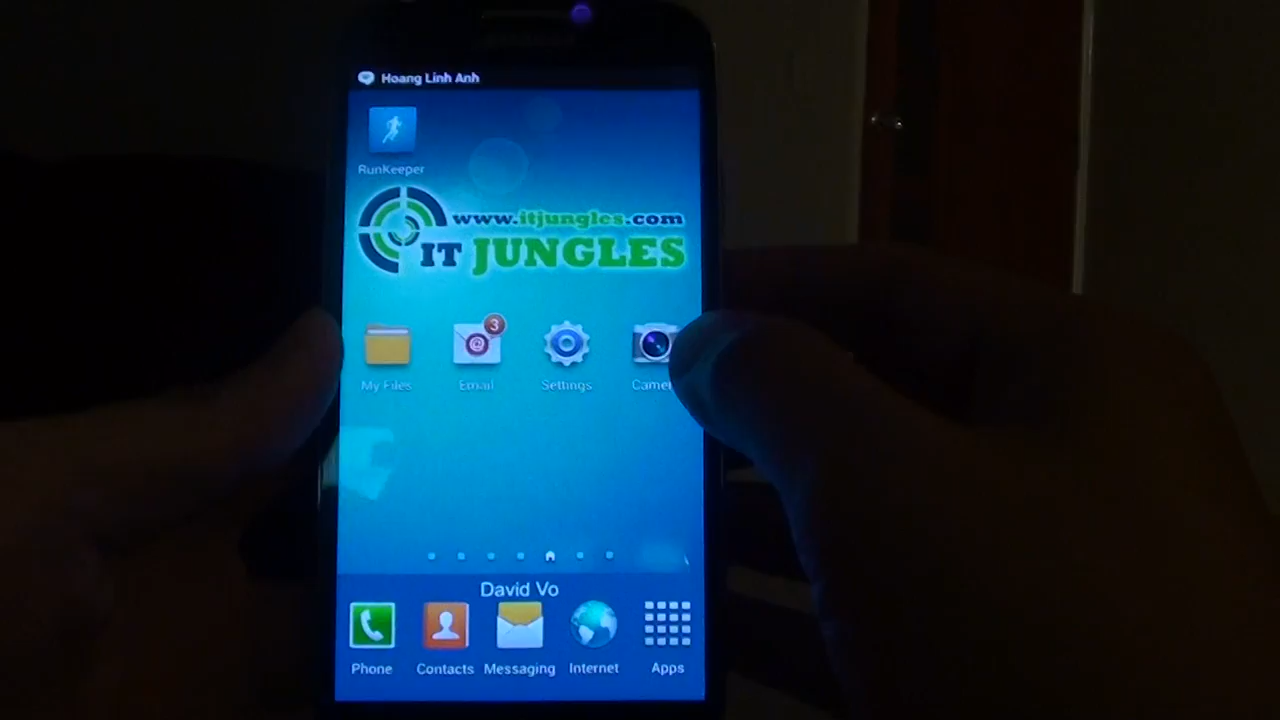 Hoang Linh Anh
RunKeeper
www.itjungles.com
IT JUNGLES
3
My Files
Email
Settings
Camer
David Vo
Phone
Contacts
Messaging
Internet
Apps